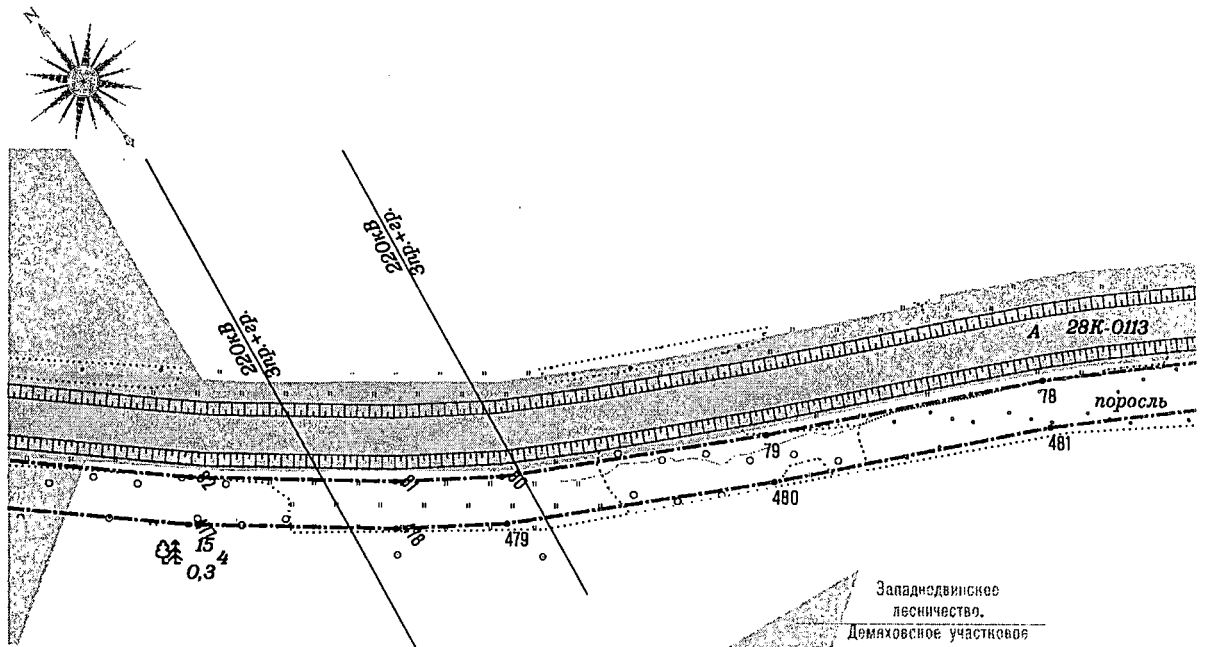 N
220кВ
3пр.+гр.
220кВ
3пр.+гр.
А 28К-0113
78
поросль
79
481
80
81
82
480
479
478
477
15
4
0,3
Западнодвинское
лесничество.
Демяховское участковое